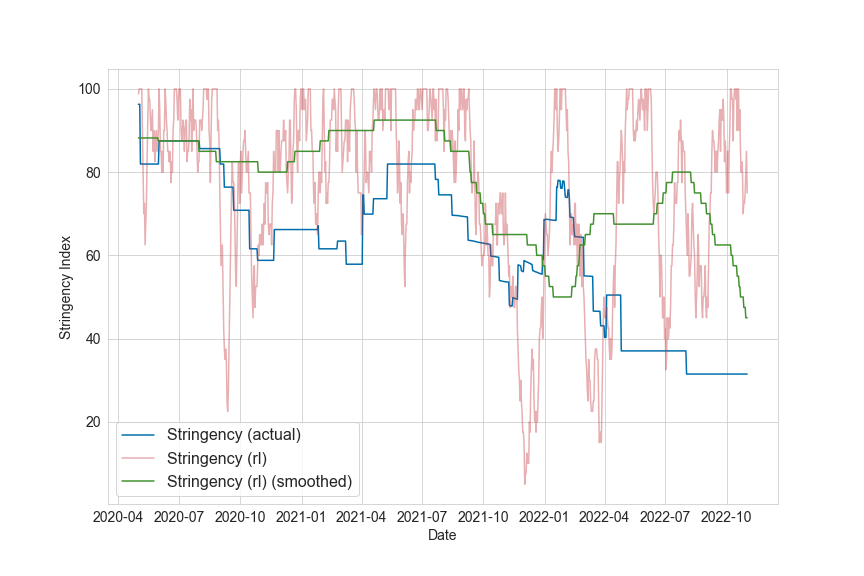 100
80
60
40
20
Stringency Index
Stringency (actual)
Stringency (rl)
Stringency (rl) (smoothed)
2020-04 2020-07 2020-10 2021-01 2021-04 2021-07 2021-10 2022-01 2022-04 2022-07 2022-10
Date